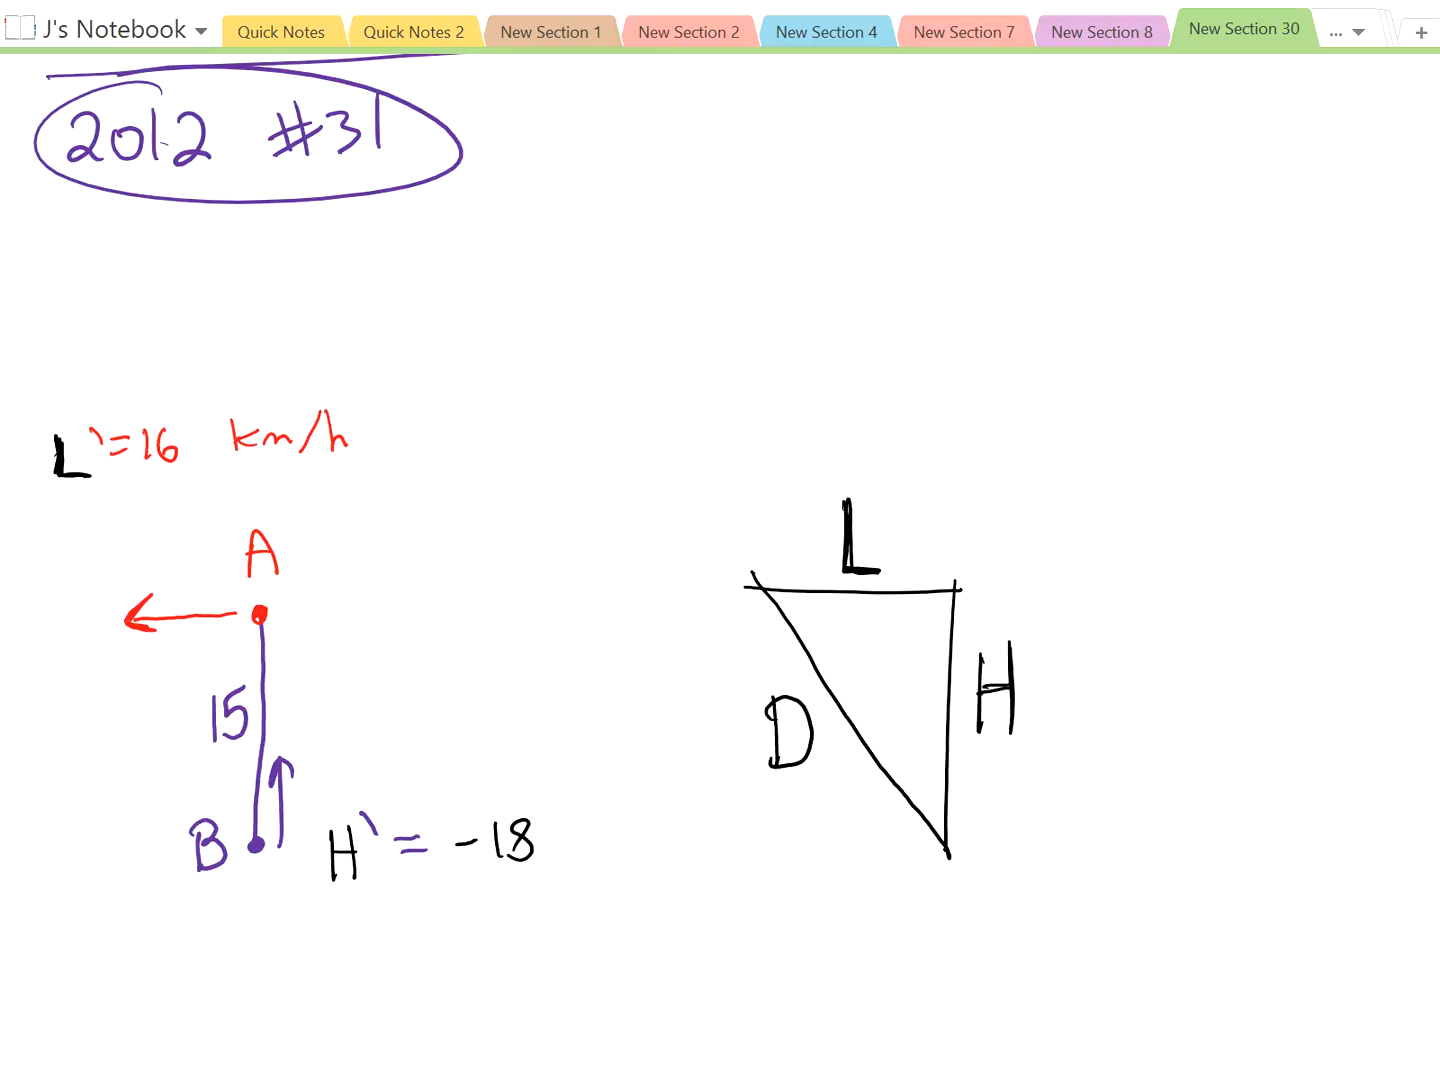 J's Notebook Quick Notes Quick Notes 2 New Section 1 New Section 2 New Section 4 New Section 7 New Section 8 New Section 30 ... +
2012 #31
L'=16 km/h
A
15
B
H' = -18
L
D
H